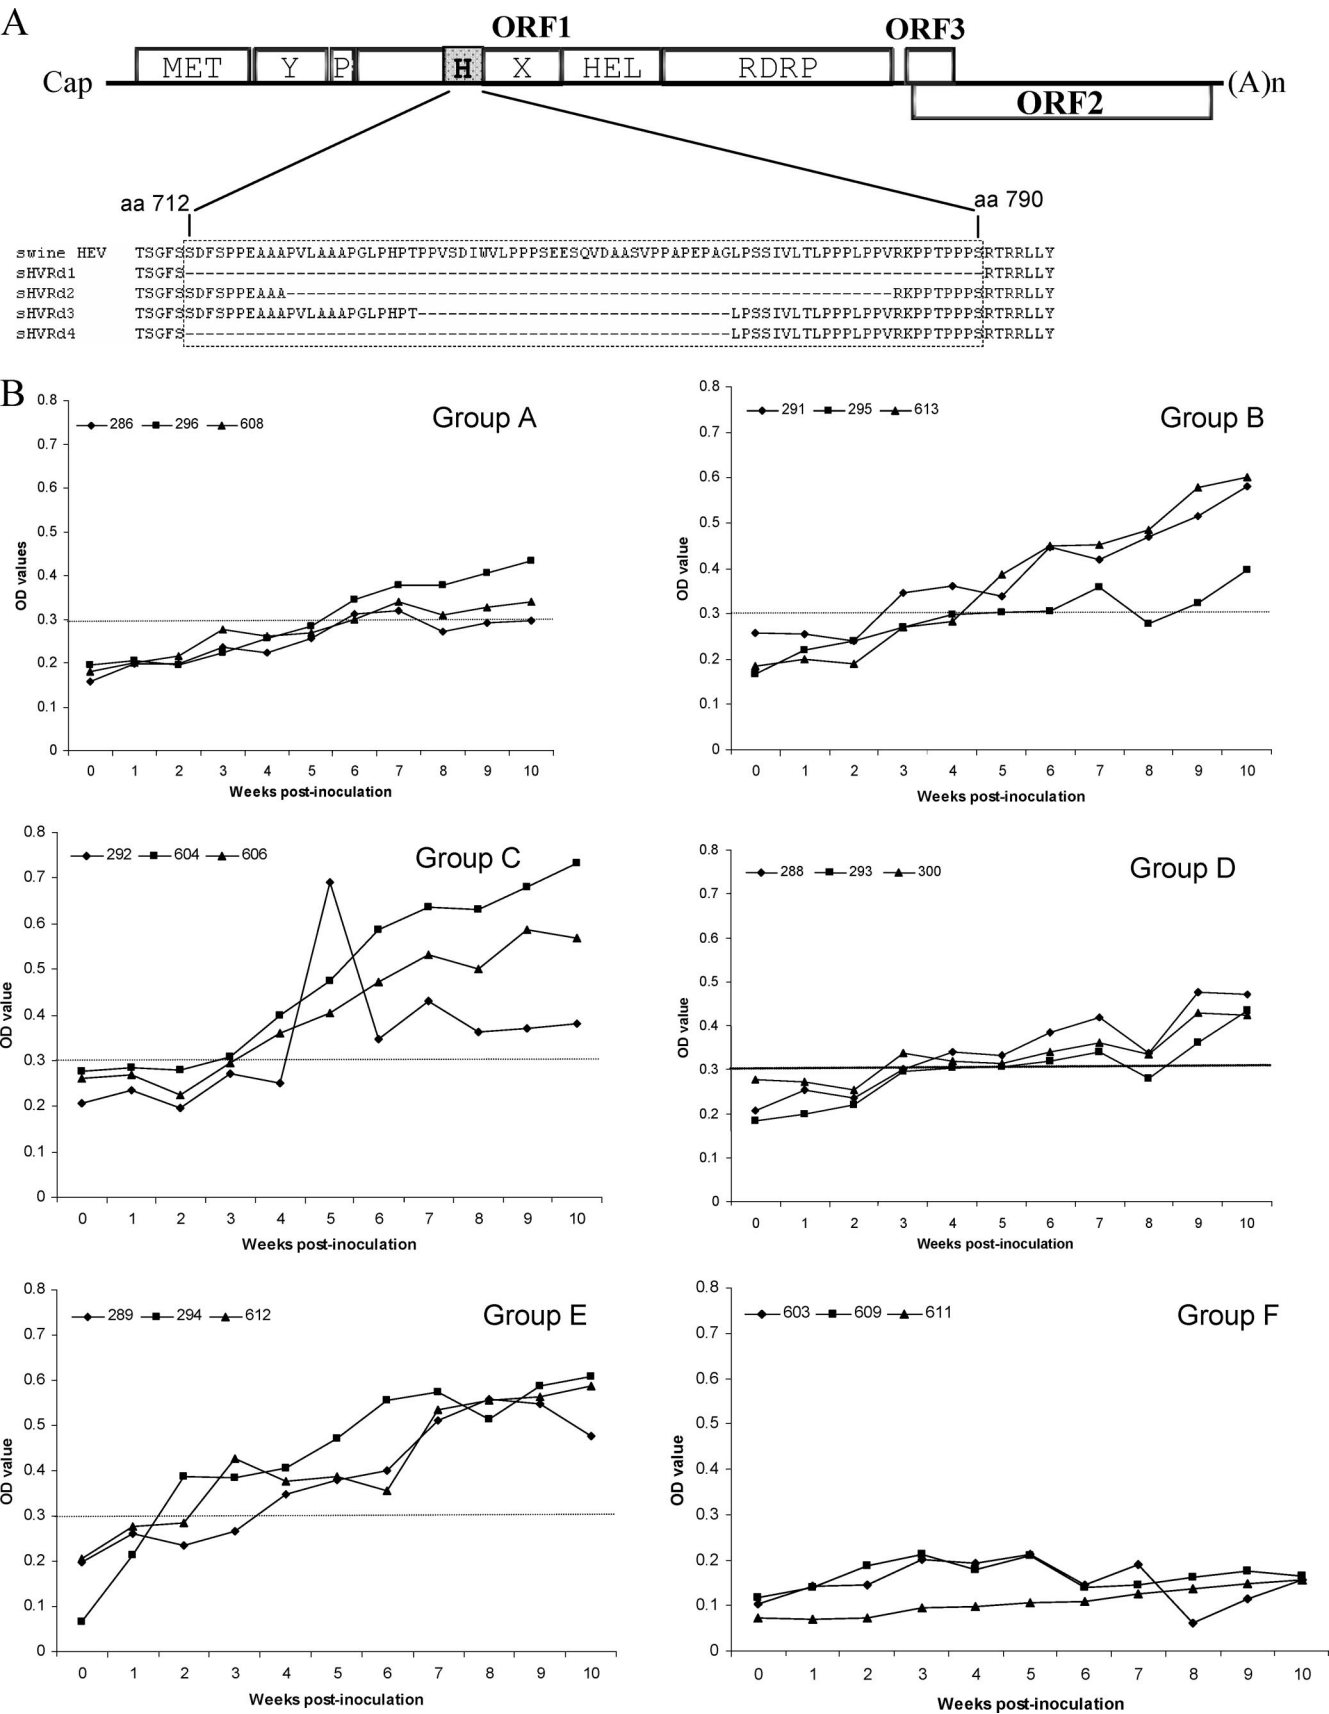 A
ORF1
ORF3
Cap
MET Y P H X HEL RDRP
(A)n
ORF2
aa 712
aa 790
swine HEV TSGFSSDFSPPEAAAPVLAAAPGLPHPTPPVSDIWVLPPPSEESQVDAASVPPAPEPAGLPSSIVLTLPPPLPPVRKPPTPPPSRTRRLLY
sHVRd1 TSGFS-----------------------------------------------------------------------------RTRRLLY
sHVRd2 TSGFSSDFSPPEAAA-----------------------------------------------------------RKPPTPPPSRTRRLLY
sHVRd3 TSGFSSDFSPPEAAAPVLAAAPGLPHPT-------------------------------LPSSIVLTLPPPLPPVRKPPTPPPSRTRRLLY
sHVRd4 TSGFS------------------------------------------------------LPSSIVLTLPPPLPPVRKPPTPPPSRTRRLLY
B
Group A
286 296 608
OD values
0.8
0.7
0.6
0.5
0.4
0.3
0.2
0.1
0
0 1 2 3 4 5 6 7 8 9 10
Weeks post-inoculation
Group B
291 295 613
OD value
0.8
0.7
0.6
0.5
0.4
0.3
0.2
0.1
0
0 1 2 3 4 5 6 7 8 9 10
Weeks post-inoculation
Group C
292 604 606
OD value
0.8
0.7
0.6
0.5
0.4
0.3
0.2
0.1
0
0 1 2 3 4 5 6 7 8 9 10
Weeks post-inoculation
Group D
288 293 300
OD value
0.8
0.7
0.6
0.5
0.4
0.3
0.2
0.1
0
0 1 2 3 4 5 6 7 8 9 10
Weeks post-inoculation
Group E
289 294 612
OD value
0.8
0.7
0.6
0.5
0.4
0.3
0.2
0.1
0
0 1 2 3 4 5 6 7 8 9 10
Weeks post-inoculation
Group F
603 609 611
OD value
0.8
0.7
0.6
0.5
0.4
0.3
0.2
0.1
0
0 1 2 3 4 5 6 7 8 9 10
Weeks post-inoculation